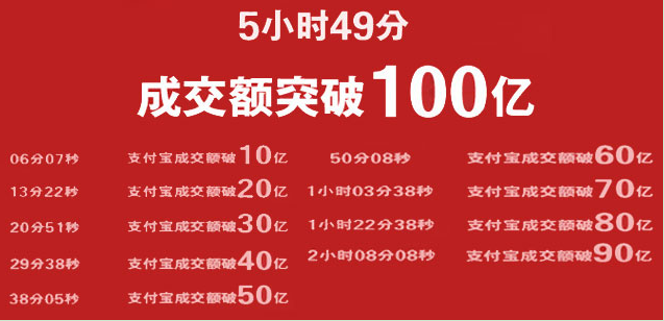 5小时49分
成交额突破100亿
06分07秒 支付宝成交额破10亿
13分22秒 支付宝成交额破20亿
20分51秒 支付宝成交额破30亿
29分38秒 支付宝成交额破40亿
38分05秒 支付宝成交额破50亿
50分08秒 支付宝成交额破60亿
1小时03分38秒 支付宝成交额破70亿
1小时22分38秒 支付宝成交额破80亿
2小时08分08秒 支付宝成交额破90亿